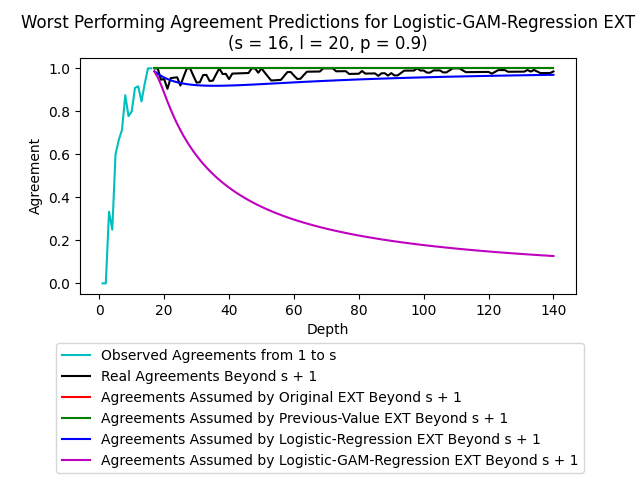 Worst Performing Agreement Predictions for Logistic-GAM-Regression EXT
(s = 16, l = 20, p = 0.9)
1.0
0.8
0.6
0.4
0.2
0.0
Agreement
0 20 40 60 80 100 120 140
Depth
Observed Agreements from 1 to s
Real Agreements Beyond s + 1
Agreements Assumed by Original EXT Beyond s + 1
Agreements Assumed by Previous-Value EXT Beyond s + 1
Agreements Assumed by Logistic-Regression EXT Beyond s + 1
Agreements Assumed by Logistic-GAM-Regression EXT Beyond s + 1